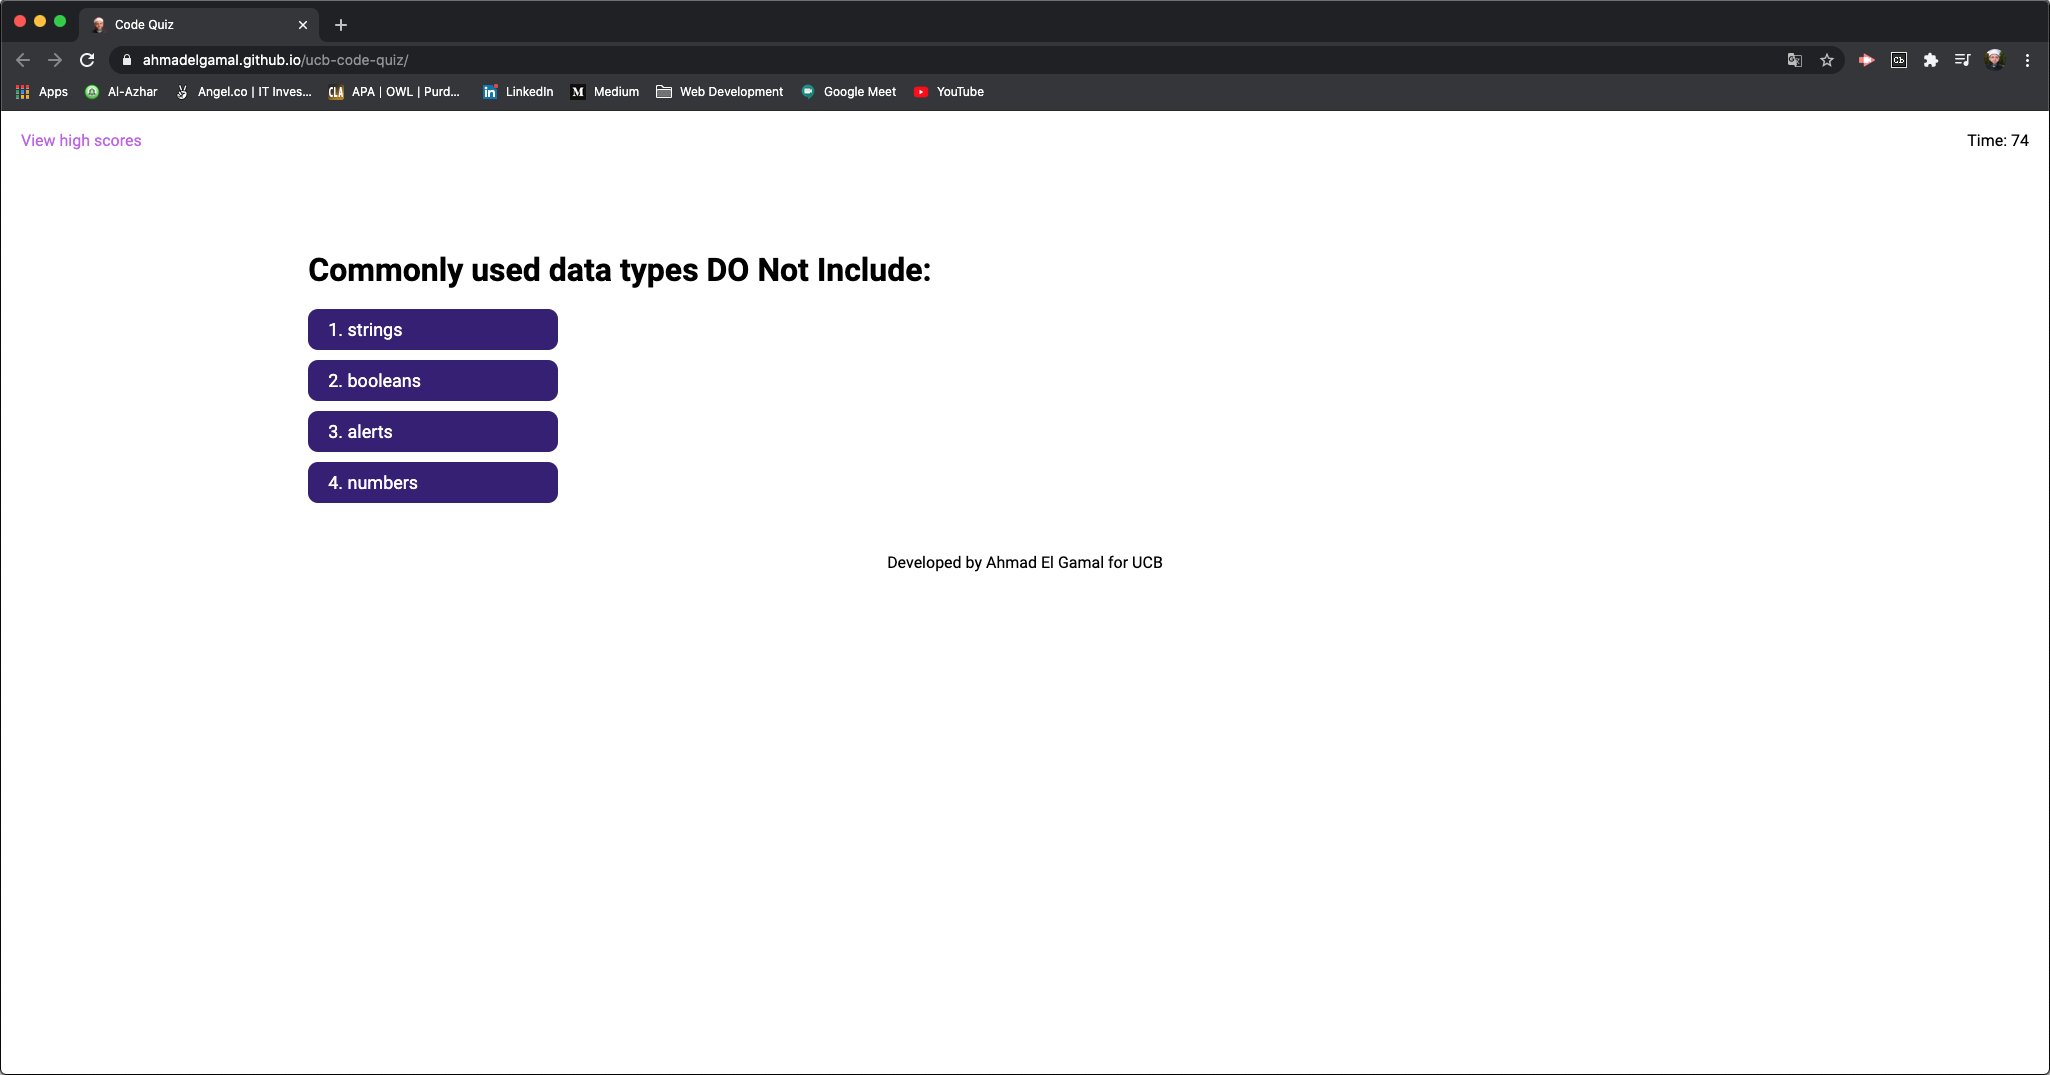 Code Quiz
ahmadelgamal.github.io/ucb-code-quiz/
Apps Al-Azhar Angel.co | IT Inves... CLA APA | OWL | Purd... in LinkedIn M Medium Web Development Google Meet YouTube
View high scores Time: 74
Commonly used data types DO Not Include:
1. strings
2. booleans
3. alerts
4. numbers
Developed by Ahmad El Gamal for UCB